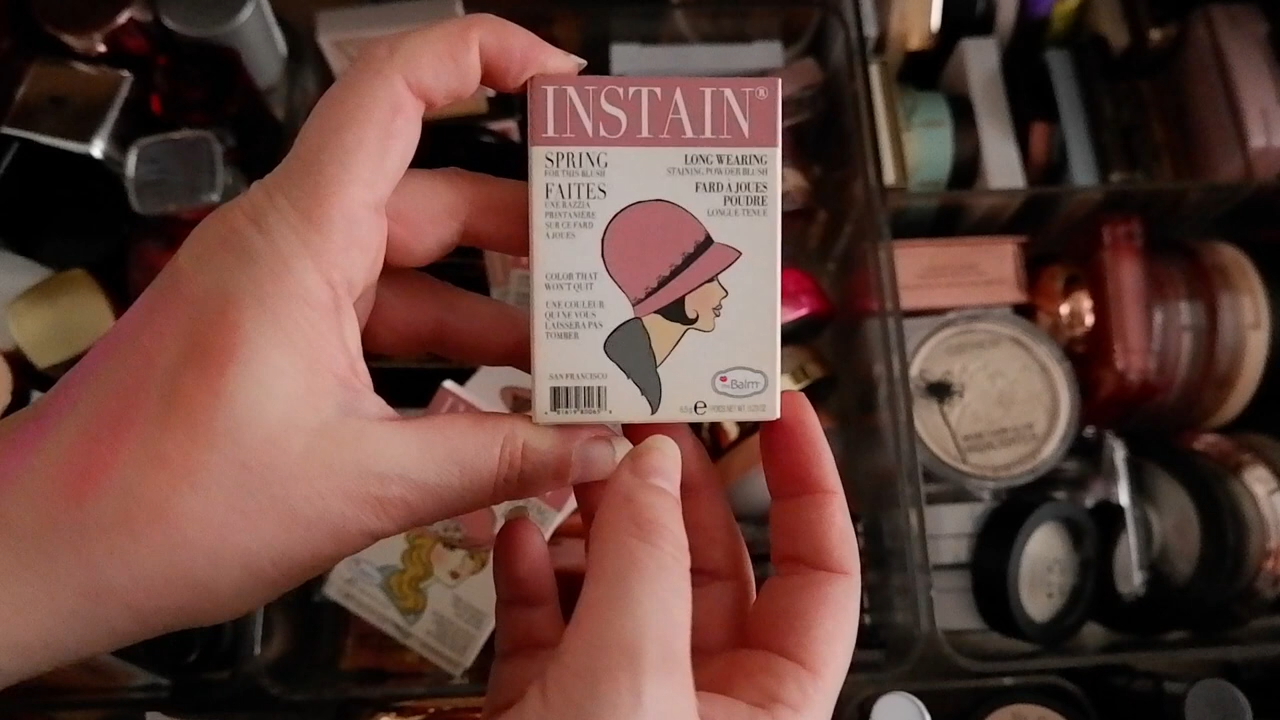 INSTAIN®
SPRING
FOR THIS BLUSH
FAITES
UNE RAZZIA
PRINTANIÈRE
SUR CE FARD
À JOUES
LONG WEARING
STAINING POWDER BLUSH
FARD À JOUES
POUDRE
LONGUE TENUE
COLOR THAT
WON'T QUIT
UNE COULEUR
QUI NE VOUS
LAISSERA PAS
TOMBER
SAN FRANCISCO
theBalm
6.5 g e